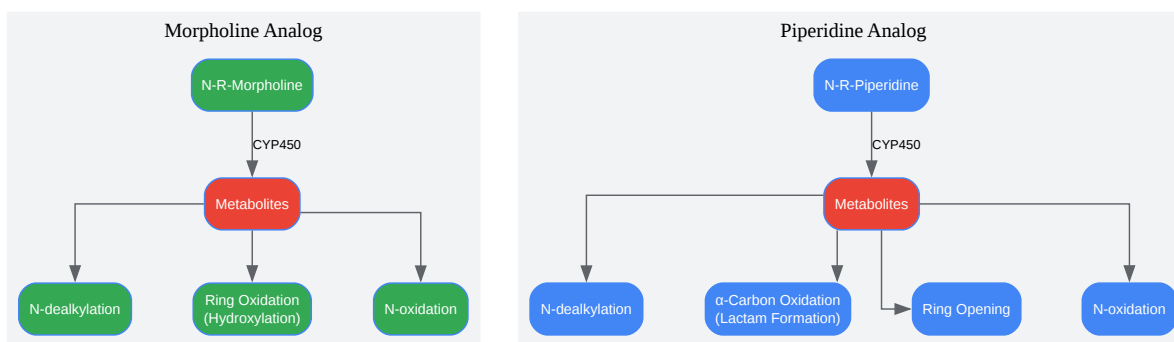 Morpholine Analog
N-R-Morpholine
CYP450
Metabolites
N-dealkylation
Ring Oxidation
(Hydroxylation)
N-oxidation
Piperidine Analog
N-R-Piperidine
CYP450
Metabolites
N-dealkylation
α-Carbon Oxidation
(Lactam Formation)
Ring Opening
N-oxidation